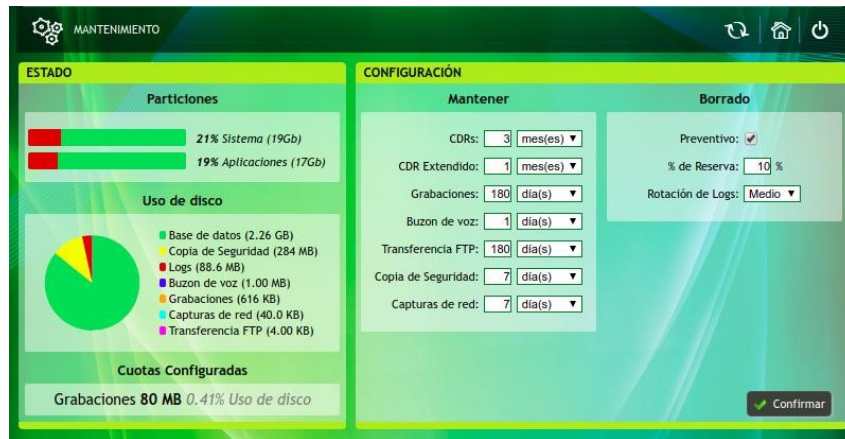 MANTENIMIENTO
ESTADO
Particiones
21% Sistema (19Gb)
19% Aplicaciones (17Gb)
Uso de disco
Base de datos (2.26 GB)
Copia de Seguridad (284 MB)
Logs (88.6 MB)
Buzon de voz (1.00 MB)
Grabaciones (616 KB)
Capturas de red (40.0 KB)
Transferencia FTP (4.00 KB)
Cuotas Configuradas
Grabaciones 80 MB 0.41% Uso de disco
CONFIGURACIÓN
Mantener
CDRs: 3 mes(es)
CDR Extendido: 1 mes(es)
Grabaciones: 180 día(s)
Buzon de voz: 1 día(s)
Transferencia FTP: 180 día(s)
Copia de Seguridad: 7 día(s)
Capturas de red: 7 día(s)
Borrado
Preventivo:
% de Reserva: 10 %
Rotación de Logs: Medio
Confirmar